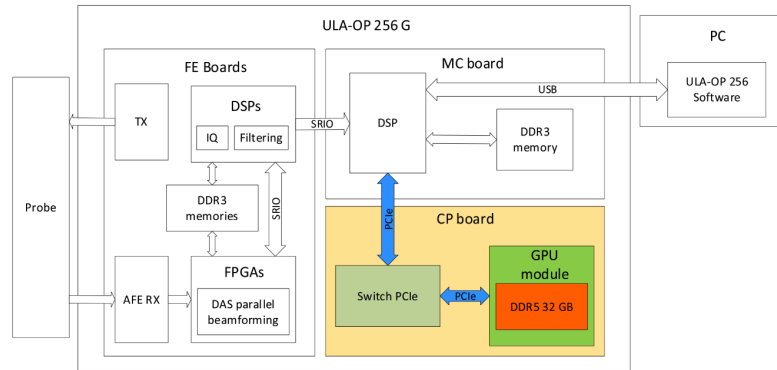 ULA-OP 256 G
PC
FE Boards
MC board
ULA-OP 256
Software
USB
TX
DSPs
IQ
Filtering
SRIO
DSP
DDR3
memory
Probe
DDR3
memories
SRIO
PCIe
CP board
AFE RX
FPGAs
DAS parallel
beamforming
Switch PCIe
PCIe
GPU
module
DDR5 32 GB